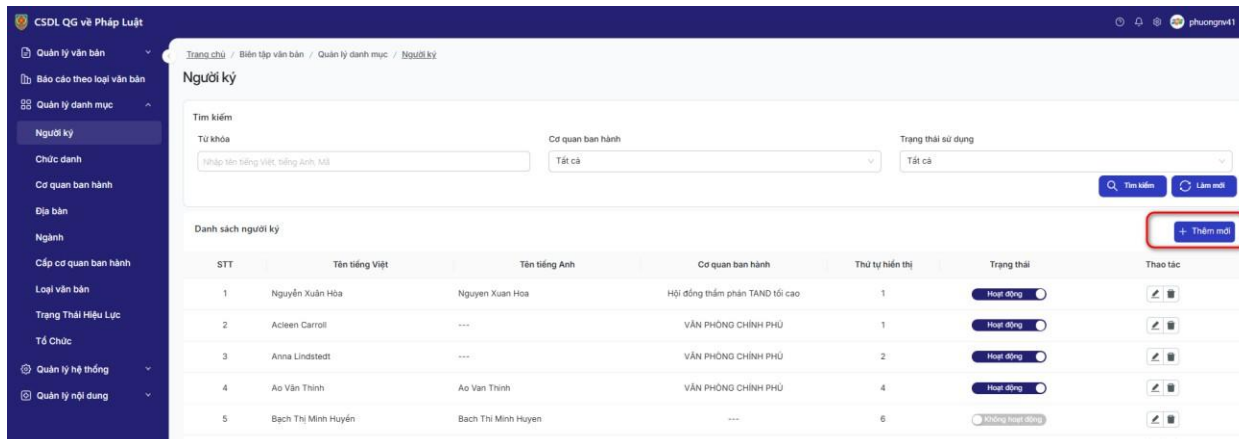 CSDL QG về Pháp Luật
phuongnv41
Quản lý văn bản
Báo cáo theo loại văn bản
Quản lý danh mục
Người ký
Chức danh
Cơ quan ban hành
Địa bàn
Ngành
Cấp cơ quan ban hành
Loại văn bản
Trạng Thái Hiệu Lực
Tổ Chức
Quản lý hệ thống
Quản lý nội dung
Trang chủ / Biên tập văn bản / Quản lý danh mục / Người ký
Người ký
Tìm kiếm
Từ khóa Cơ quan ban hành Trạng thái sử dụng
Nhập tên tiếng Việt, tiếng Anh, Mã Tất cả Tất cả
Tìm kiếm Làm mới
Danh sách người ký + Thêm mới
STT Tên tiếng Việt Tên tiếng Anh Cơ quan ban hành Thứ tự hiển thị Trạng thái Thao tác
1 Nguyễn Xuân Hòa Nguyen Xuan Hoa Hội đồng thẩm phán TAND tối cao 1 Hoạt động
2 Acleen Carroll --- VĂN PHÒNG CHÍNH PHỦ 1 Hoạt động
3 Anna Lindstedt --- VĂN PHÒNG CHÍNH PHỦ 2 Hoạt động
4 Ao Văn Thinh Ao Van Thinh VĂN PHÒNG CHÍNH PHỦ 4 Hoạt động
5 Bạch Thị Minh Huyền Bach Thi Minh Huyen --- 6 Không hoạt động